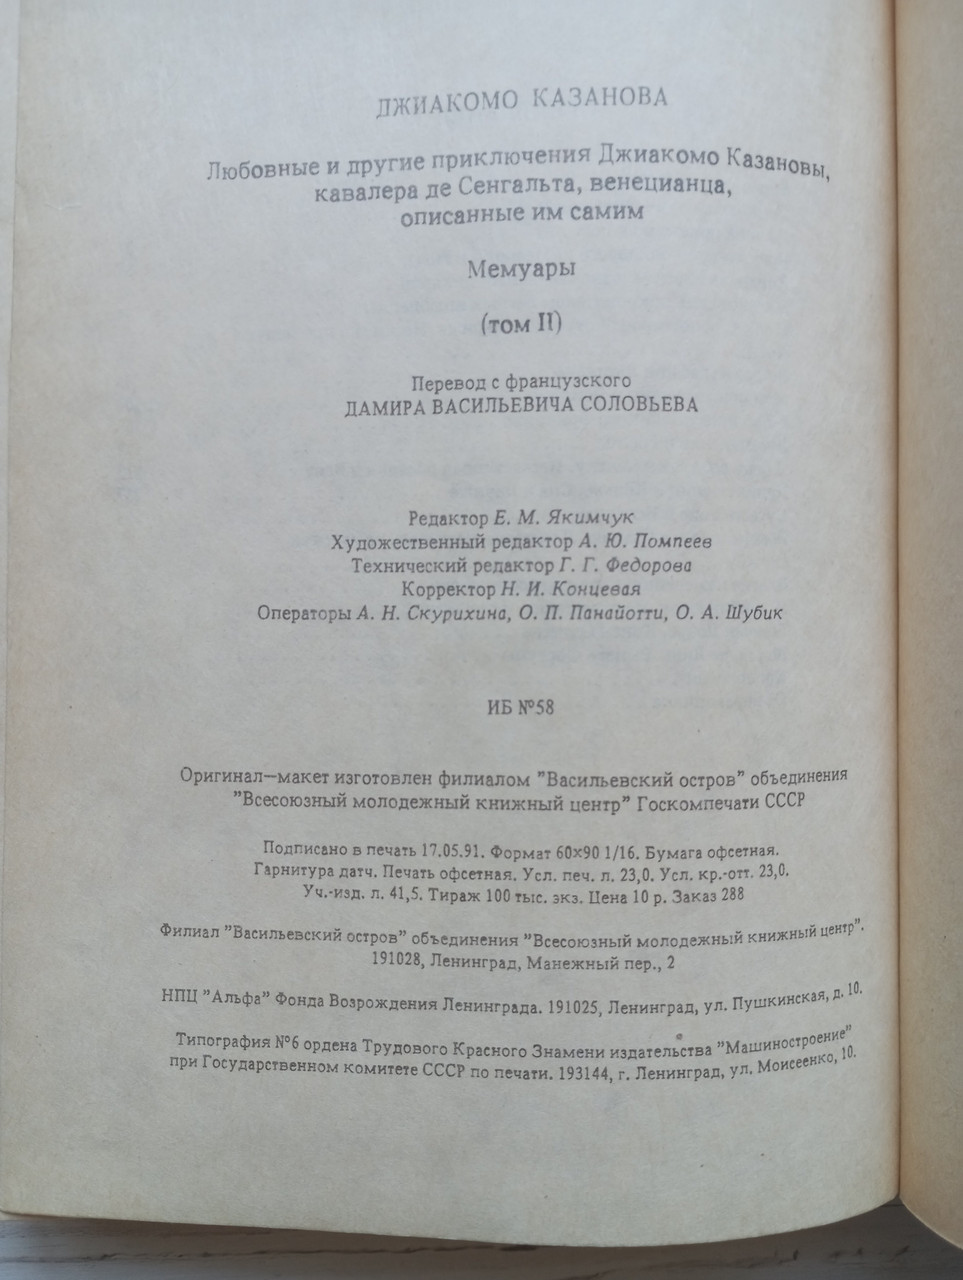 ДЖИАКОМО КАЗАНОВА
Любовные и другие приключения Джиакомо Казановы,
кавалера де Сенгальта, венецианца,
описанные им самим
Мемуары
(том II)
Перевод с французского
ДАМИРА ВАСИЛЬЕВИЧА СОЛОВЬЕВА
Редактор Е. М. Якимчук
Художественный редактор А. Ю. Помпеев
Технический редактор Г. Г. Федорова
Корректор Н. И. Концевая
Операторы А. Н. Скурихина, О. П. Панайотти, О. А. Шубик
ИБ №58
Оригинал—макет изготовлен филиалом "Васильевский остров" объединения
"Всесоюзный молодежный книжный центр" Госкомпечати СССР
Подписано в печать 17.05.91. Формат 60×90 1/16. Бумага офсетная.
Гарнитура датч. Печать офсетная. Усл. печ. л. 23,0. Усл. кр.-отт. 23,0.
Уч.-изд. л. 41,5. Тираж 100 тыс. экз. Цена 10 р. Заказ 288
Филиал "Васильевский остров" объединения "Всесоюзный молодежный книжный центр".
191028, Ленинград, Манежный пер., 2
НПЦ "Альфа" Фонда Возрождения Ленинграда. 191025, Ленинград, ул. Пушкинская, д. 10.
Типография №6 ордена Трудового Красного Знамени издательства "Машиностроение"
при Государственном комитете СССР по печати. 193144, г. Ленинград, ул. Моисеенко, 10.